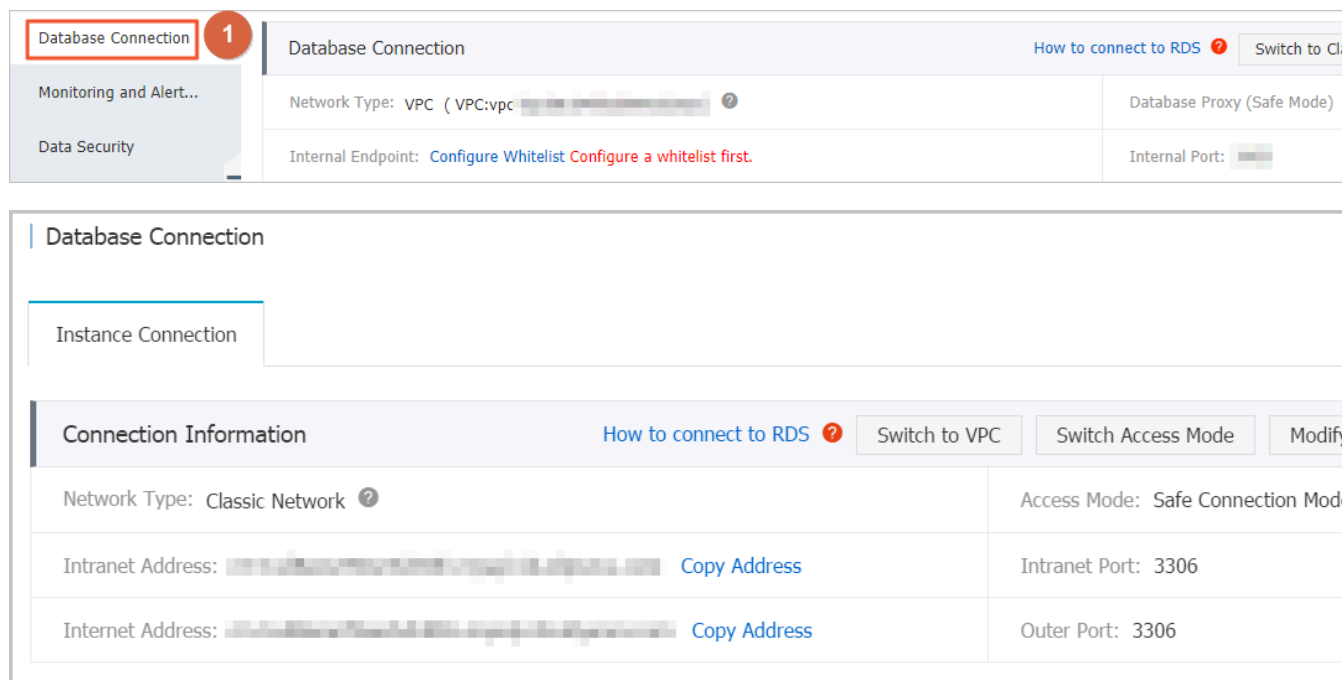 Database Connection 1
Monitoring and Alert...
Data Security
Database Connection How to connect to RDS ? Switch to Cl
Network Type: VPC ( VPC:vpc ? Database Proxy (Safe Mode)
Internal Endpoint: Configure Whitelist Configure a whitelist first. Internal Port:
Database Connection
Instance Connection
Connection Information How to connect to RDS ? Switch to VPC Switch Access Mode Modify
Network Type: Classic Network ? Access Mode: Safe Connection Mode
Intranet Address: Copy Address Intranet Port: 3306
Internet Address: Copy Address Outer Port: 3306